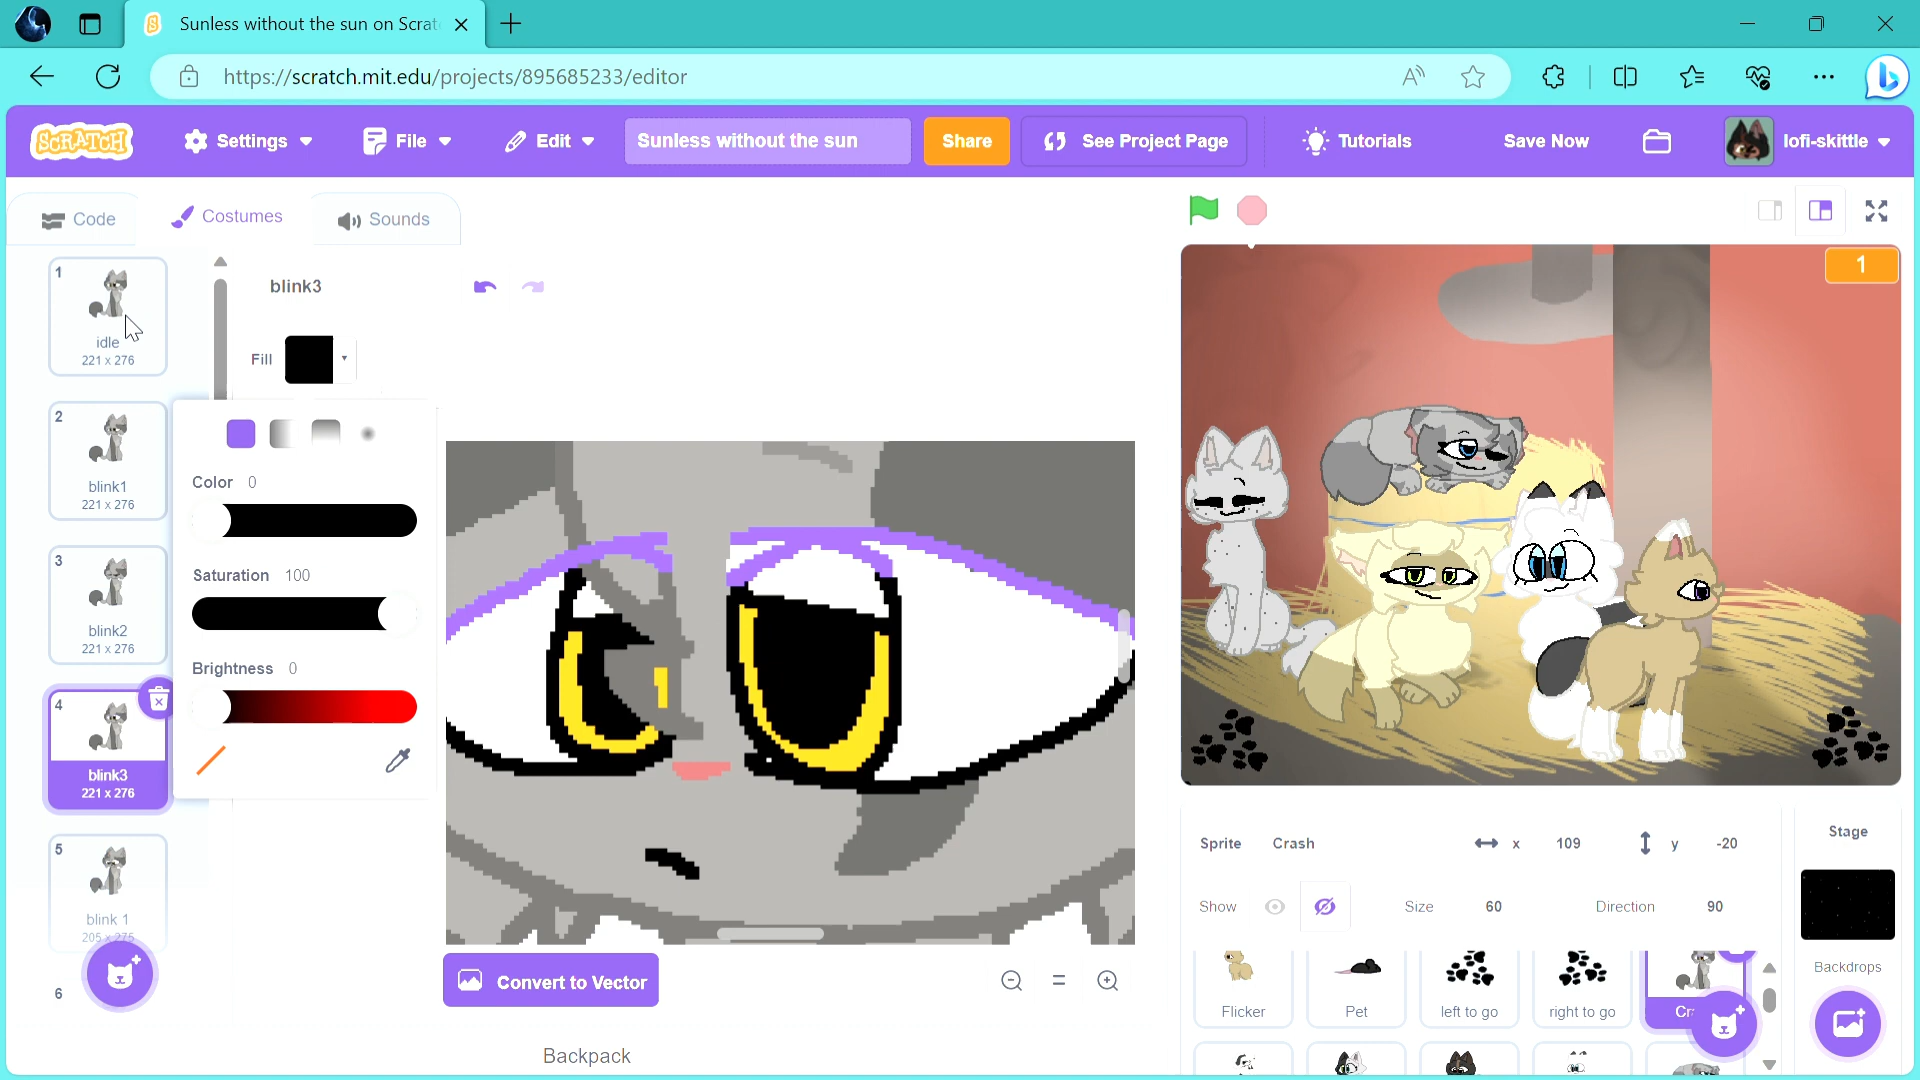 Sunless without the sun on Scrat
https://scratch.mit.edu/projects/895685233/editor
SCRATCH
Settings
File
Edit
Sunless without the sun
Share
See Project Page
Tutorials
Save Now
lofi-skittle
Code
Costumes
Sounds
1
idle
221 x 276
2
blink1
221 x 276
3
blink2
221 x 276
4
blink3
221 x 276
5
blink 1
205 x 275
6
blink3
Fill
Color 0
Saturation 100
Brightness 0
Convert to Vector
Backpack
1
Sprite Crash
x 109
y -20
Show
Size 60
Direction 90
Flicker
Pet
left to go
right to go
Stage
Backdrops